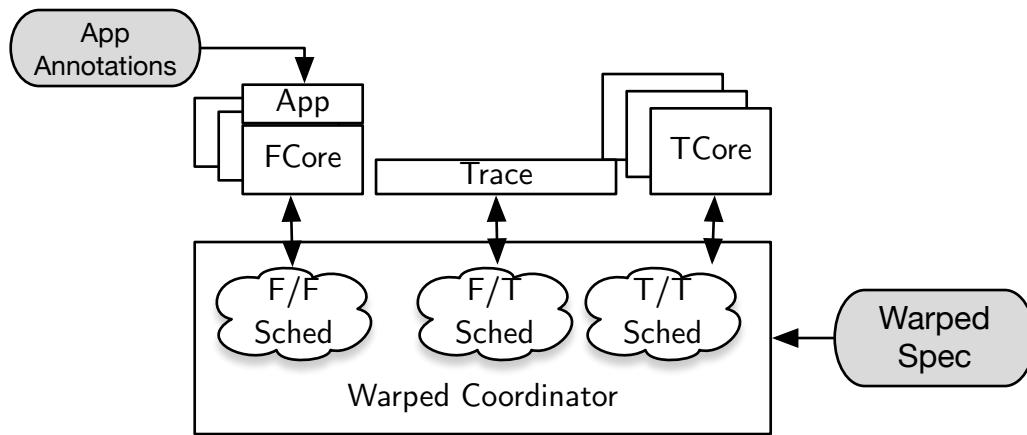 App
Annotations
App
FCore
Trace
TCore
F/F
Sched
F/T
Sched
T/T
Sched
Warped Coordinator
Warped
Spec